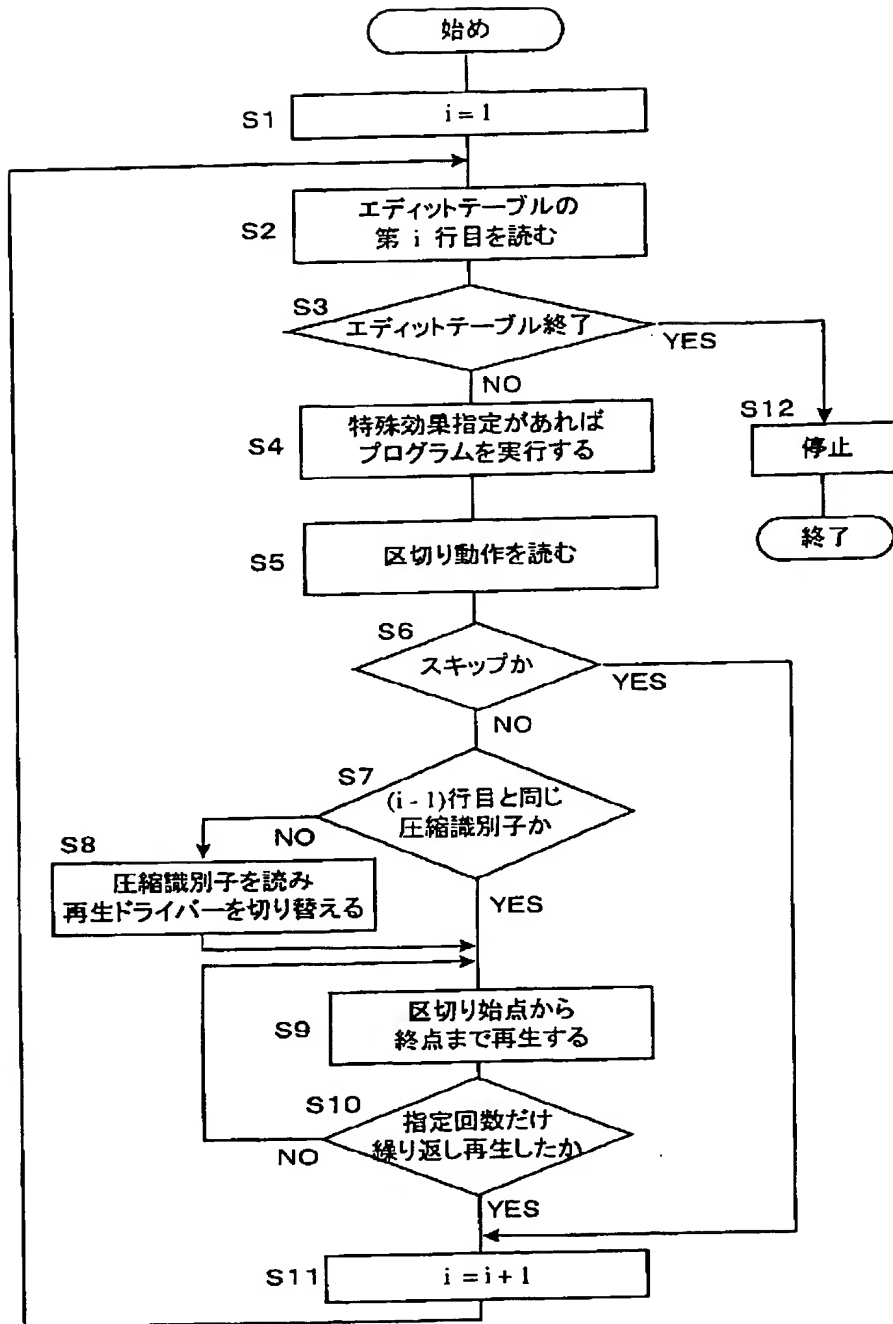 始め
S1
i = 1
S2
エディットテーブルの
第 i 行目を読む
S3
エディットテーブル終了
YES
NO
S12
停止
終了
S4
特殊効果指定があれば
プログラムを実行する
S5
区切り動作を読む
S6
スキップか
YES
NO
S7
(i - 1)行目と同じ
圧縮識別子か
NO
YES
S8
圧縮識別子を読み
再生ドライバーを切り替える
S9
区切り始点から
終点まで再生する
S10
指定回数だけ
繰り返し再生したか
NO
YES
S11
i = i + 1